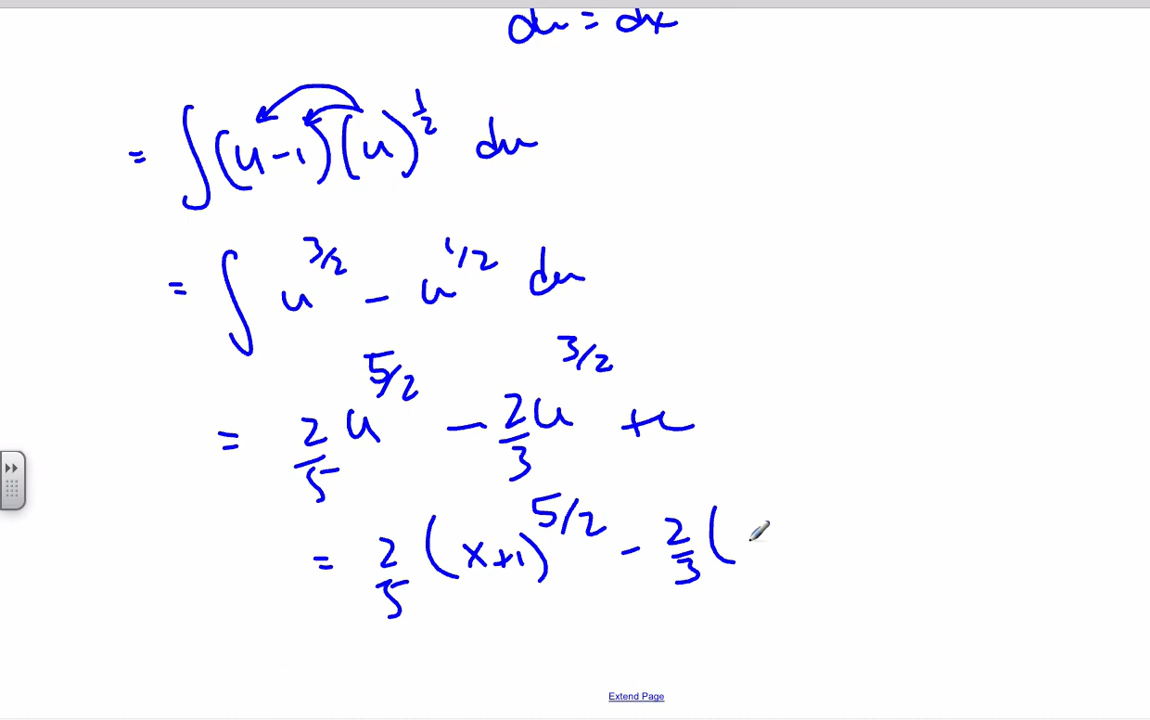 du = dx
= ∫(u-1)(u)^1/2 du
= ∫ u^3/2 - u^1/2 du
= 2/5 u^5/2 - 2/3 u^3/2 + c
= 2/5 (x+1)^5/2 - 2/3 (
Extend Page